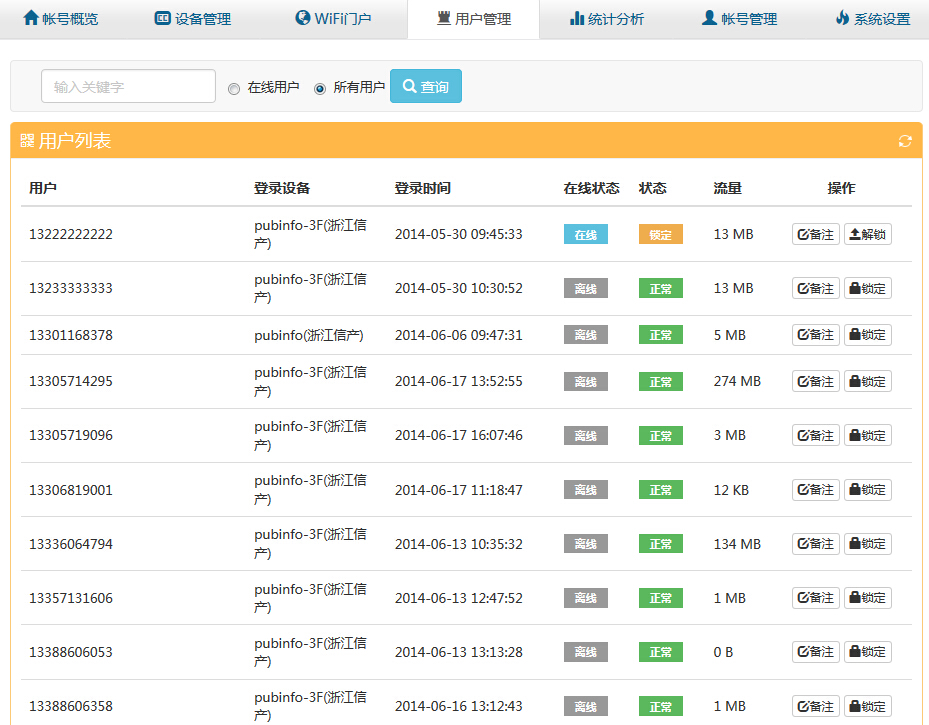 帐号概览 设备管理 WiFi门户 用户管理 统计分析 帐号管理 系统设置
输入关键字 在线用户 所有用户 查询
用户列表
用户 登录设备 登录时间 在线状态 状态 流量 操作
13222222222 pubinfo-3F(浙江信 2014-05-30 09:45:33 在线 锁定 13 MB 备注 解锁
产)
13233333333 pubinfo-3F(浙江信 2014-05-30 10:30:52 离线 正常 13 MB 备注 锁定
产)
13301168378 pubinfo(浙江信产) 2014-06-06 09:47:31 离线 正常 5 MB 备注 锁定
13305714295 pubinfo-3F(浙江信 2014-06-17 13:52:55 离线 正常 274 MB 备注 锁定
产)
13305719096 pubinfo-3F(浙江信 2014-06-17 16:07:46 离线 正常 3 MB 备注 锁定
产)
13306819001 pubinfo-3F(浙江信 2014-06-17 11:18:47 离线 正常 12 KB 备注 锁定
产)
13336064794 pubinfo-3F(浙江信 2014-06-13 10:35:32 离线 正常 134 MB 备注 锁定
产)
13357131606 pubinfo-3F(浙江信 2014-06-13 12:47:52 离线 正常 1 MB 备注 锁定
产)
13388606053 pubinfo-3F(浙江信 2014-06-13 13:13:28 离线 正常 0 B 备注 锁定
产)
13388606358 pubinfo-3F(浙江信 2014-06-16 13:12:43 离线 正常 1 MB 备注 锁定
产)